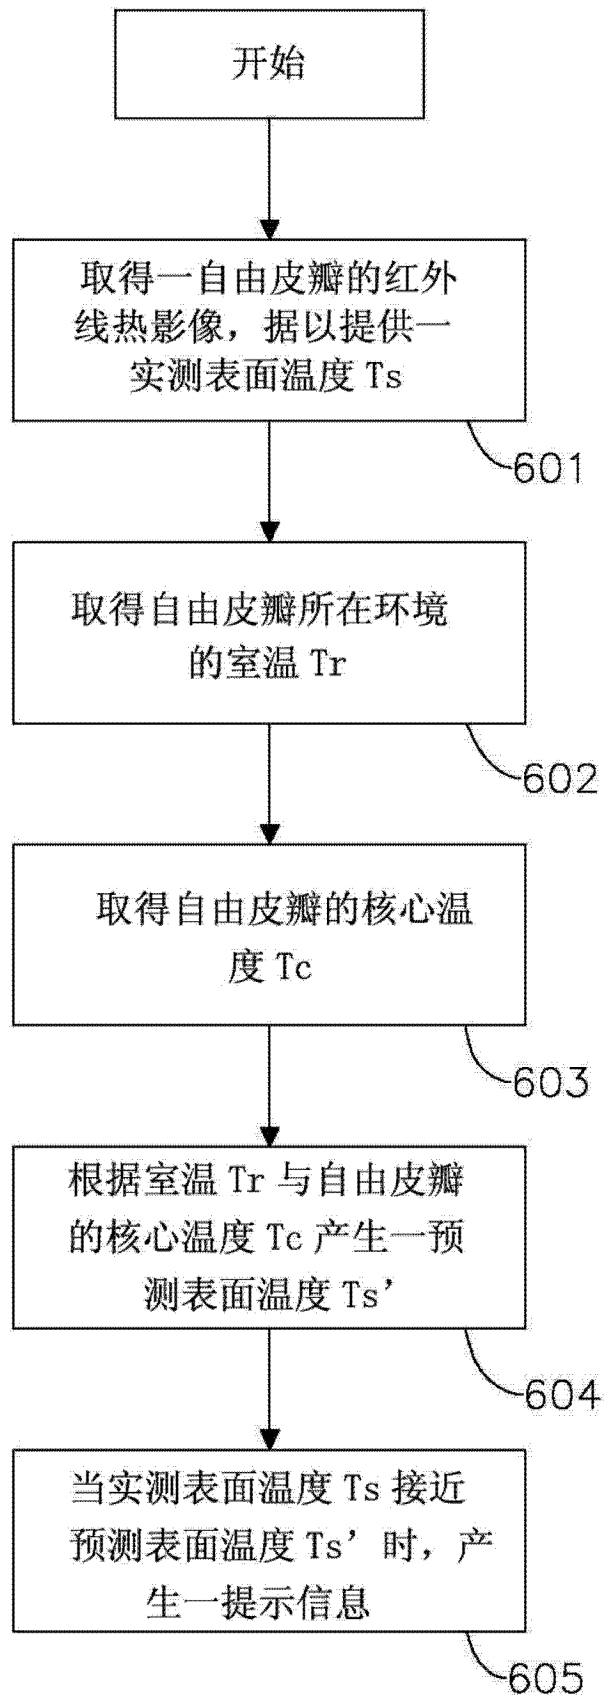 开始
取得一自由皮瓣的红外
线热影像，据以提供一
实测表面温度 Ts
601
取得自由皮瓣所在环境
的室温 Tr
602
取得自由皮瓣的核心温
度 Tc
603
根据室温 Tr 与自由皮瓣
的核心温度 Tc 产生一预
测表面温度 Ts’
604
当实测表面温度 Ts 接近
预测表面温度 Ts’ 时，产
生一提示信息
605